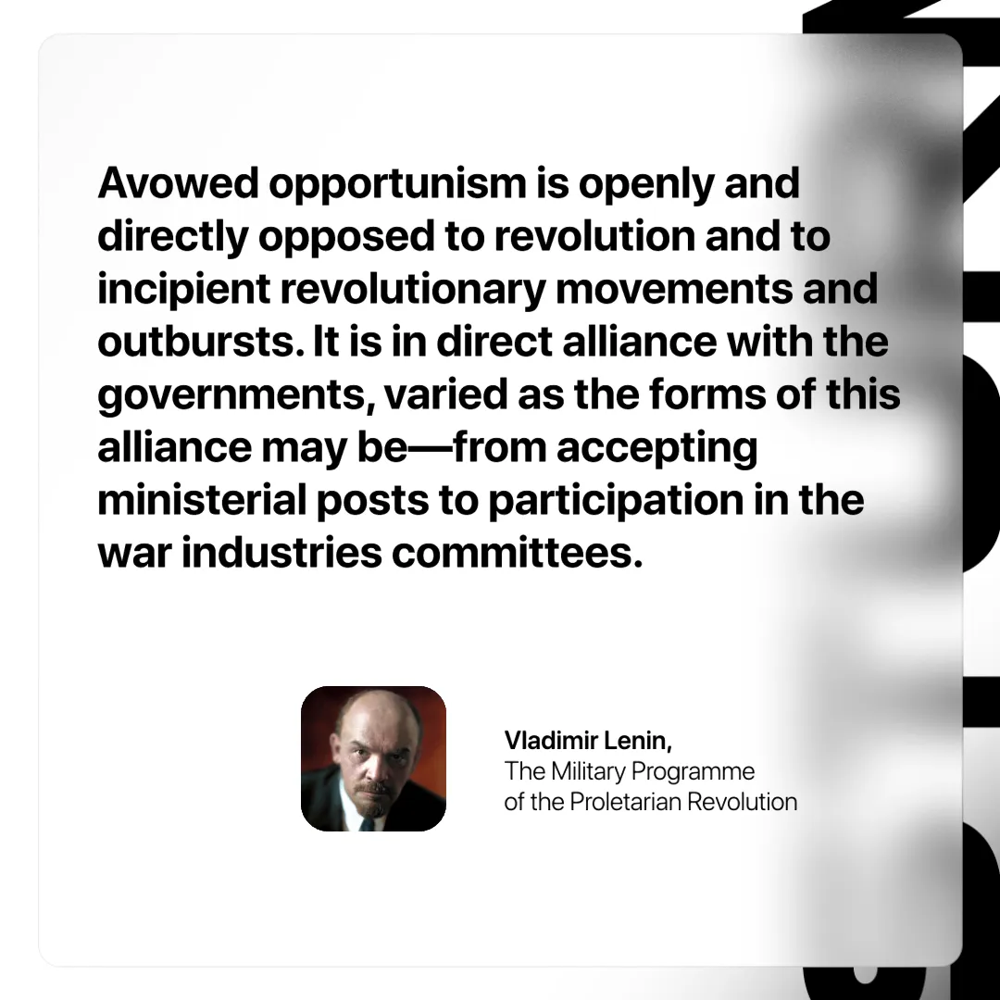 Avowed opportunism is openly and
directly opposed to revolution and to
incipient revolutionary movements and
outbursts. It is in direct alliance with the
governments, varied as the forms of this
alliance may be—from accepting
ministerial posts to participation in the
war industries committees.
Vladimir Lenin,
The Military Programme
of the Proletarian Revolution